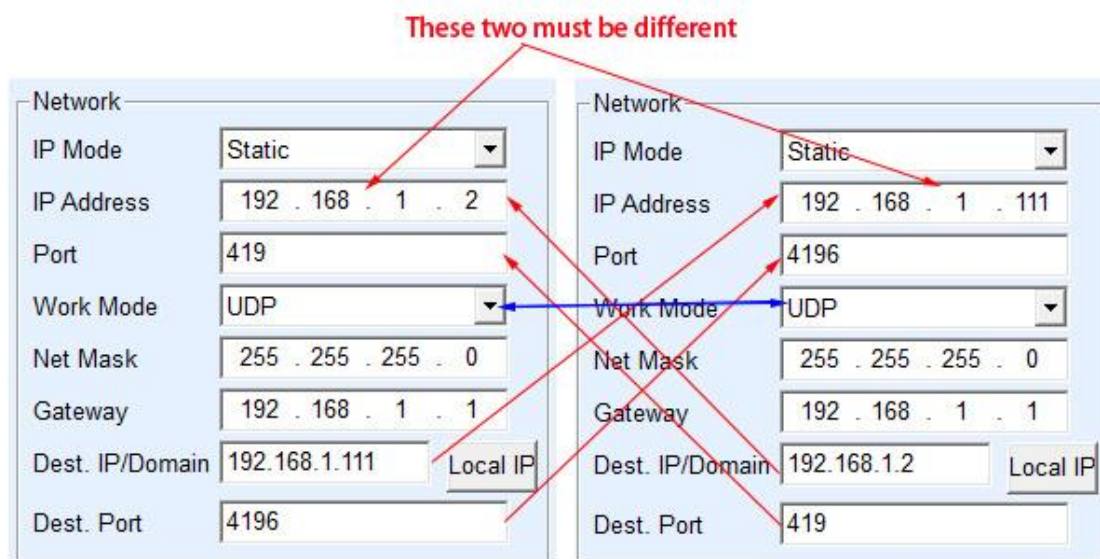 These two must be different
Network
IP Mode Static
IP Address 192 . 168 . 1 . 2
Port 419
Work Mode UDP
Net Mask 255 . 255 . 255 . 0
Gateway 192 . 168 . 1 . 1
Dest. IP/Domain 192.168.1.111 Local IP
Dest. Port 4196
Network
IP Mode Static
IP Address 192 . 168 . 1 . 111
Port 4196
Work Mode UDP
Net Mask 255 . 255 . 255 . 0
Gateway 192 . 168 . 1 . 1
Dest. IP/Domain 192.168.1.2 Local IP
Dest. Port 419